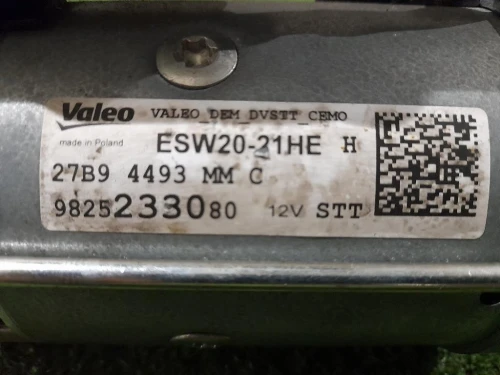 Valeo VALEO_DEM_DVSTT_CEMO
made in Poland ESW20-21HE H
27B9 4493 MM C
9825233080 12V STT